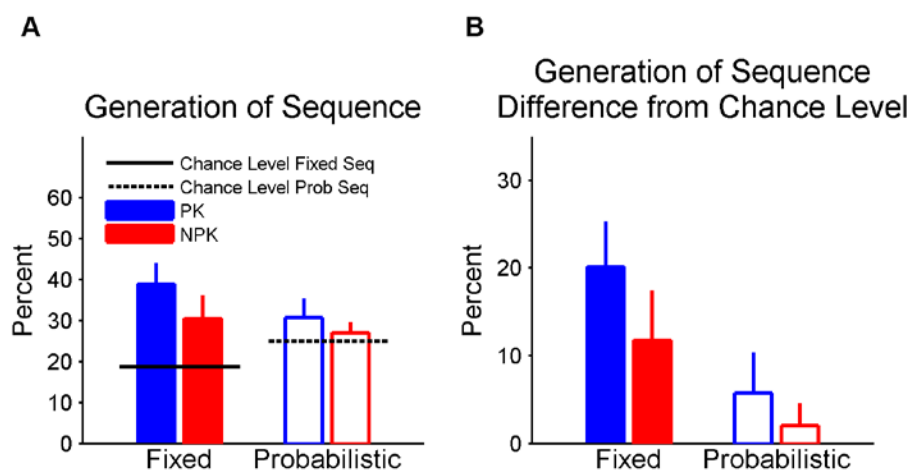 A
Generation of Sequence
Chance Level Fixed Seq
Chance Level Prob Seq
PK
NPK
Percent
60
50
40
30
20
10
0
Fixed Probabilistic
B
Generation of Sequence
Difference from Chance Level
Percent
30
20
10
0
Fixed Probabilistic